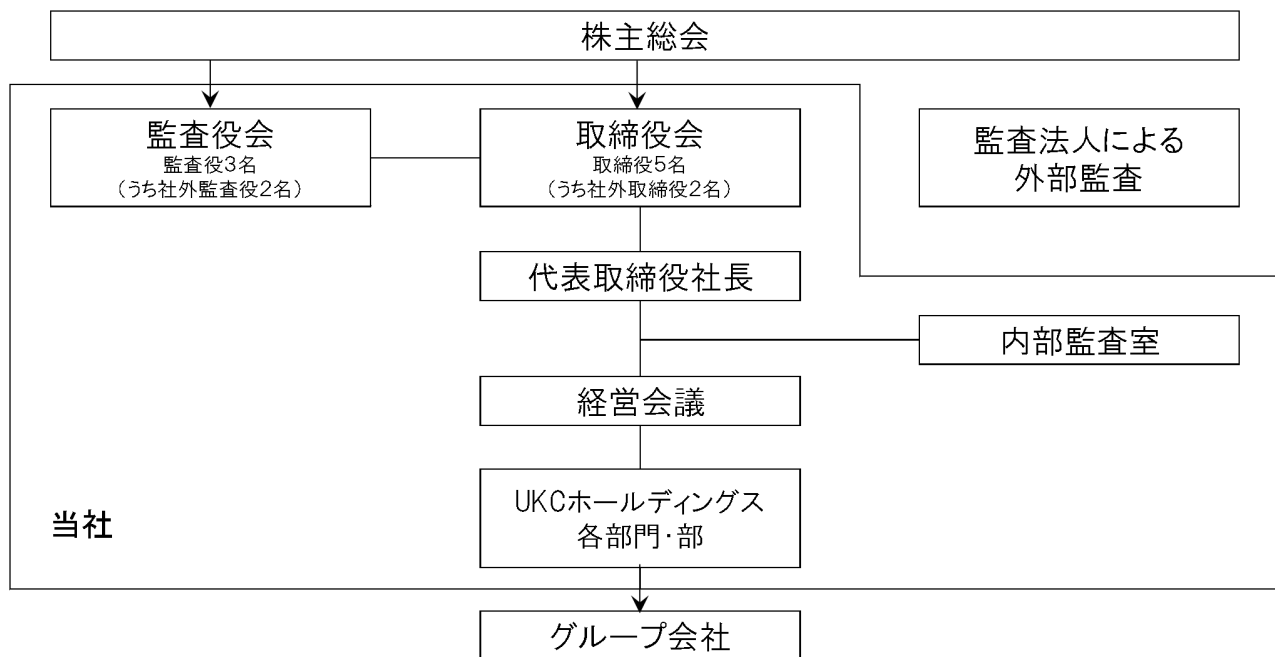 株主総会
監査役会
監査役3名
（うち社外監査役2名）
取締役会
取締役5名
（うち社外取締役2名）
監査法人による
外部監査
代表取締役社長
内部監査室
経営会議
UKCホールディングス
各部門・部
当社
グループ会社